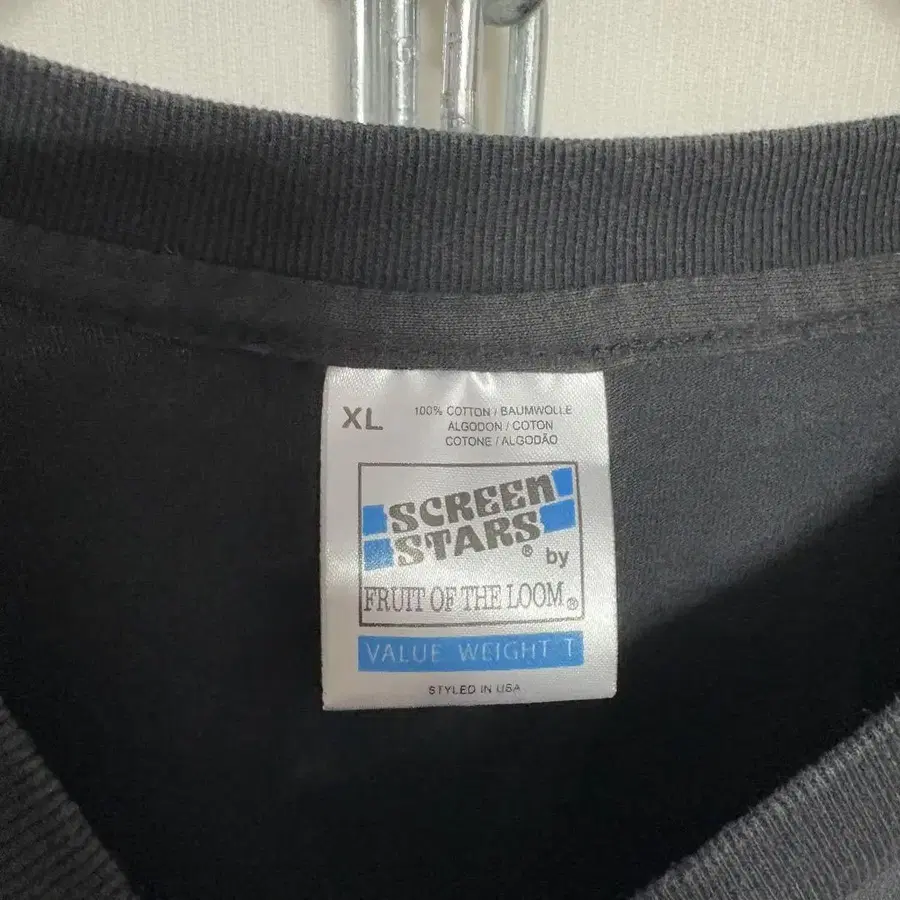 XL
100% COTTON / BAUMWOLLE
ALGODON / COTON
COTONE / ALGODÃO
SCREEN
STARS® by
FRUIT OF THE LOOM®
VALUE WEIGHT T
STYLED IN USA